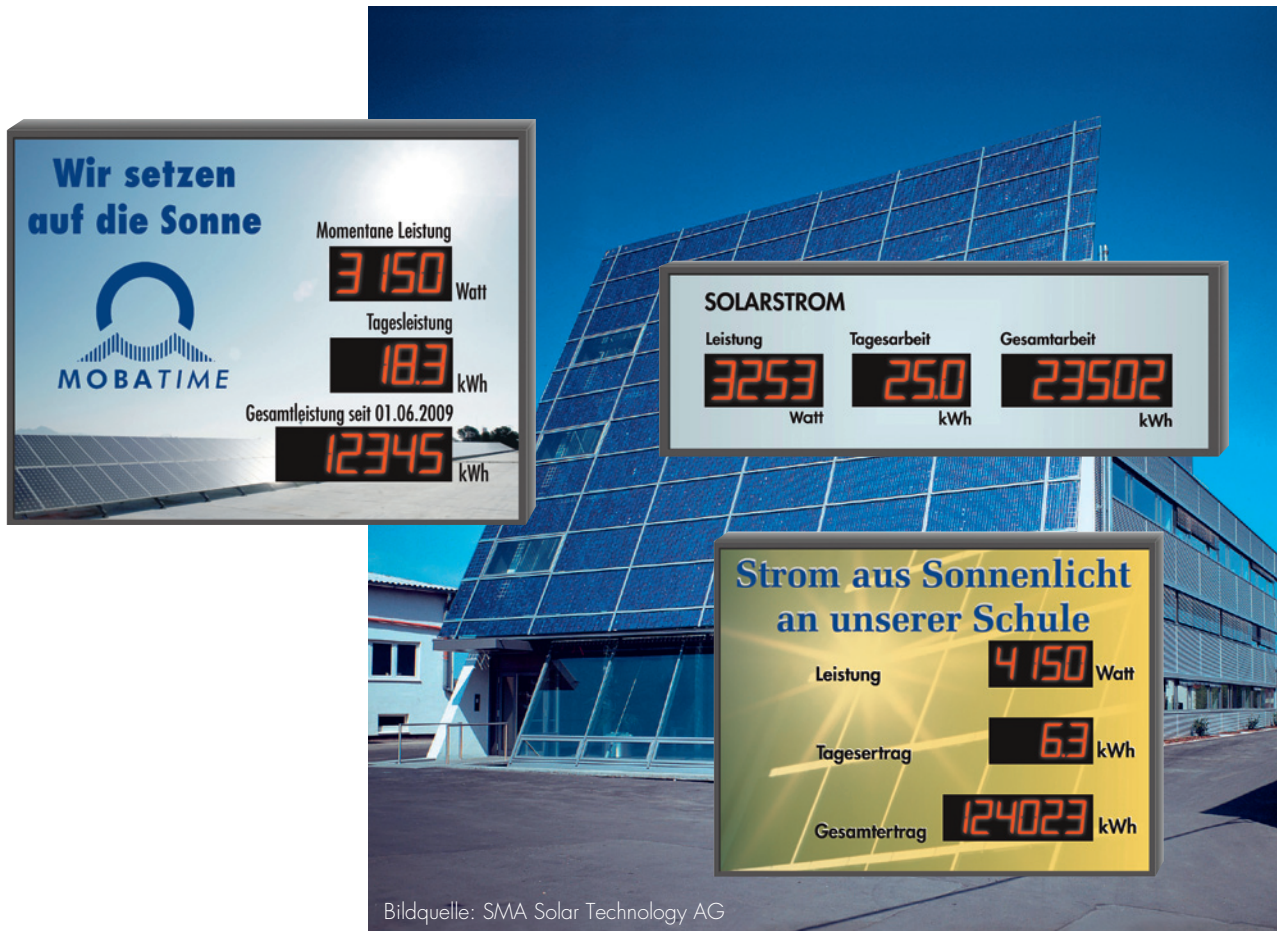 Wir setzen
auf die Sonne
MOBATIME
Momentane Leistung
3150 Watt
Tagesleistung
18.3 kWh
Gesamtleistung seit 01.06.2009
12345 kWh
SOLARSTROM
Leistung Tagesarbeit Gesamtarbeit
3253 25.0 23502
Watt kWh kWh
Strom aus Sonnenlicht
an unserer Schule
Leistung 4150 Watt
Tagesertrag 6.3 kWh
Gesamtertrag 124023 kWh
Bildquelle: SMA Solar Technology AG